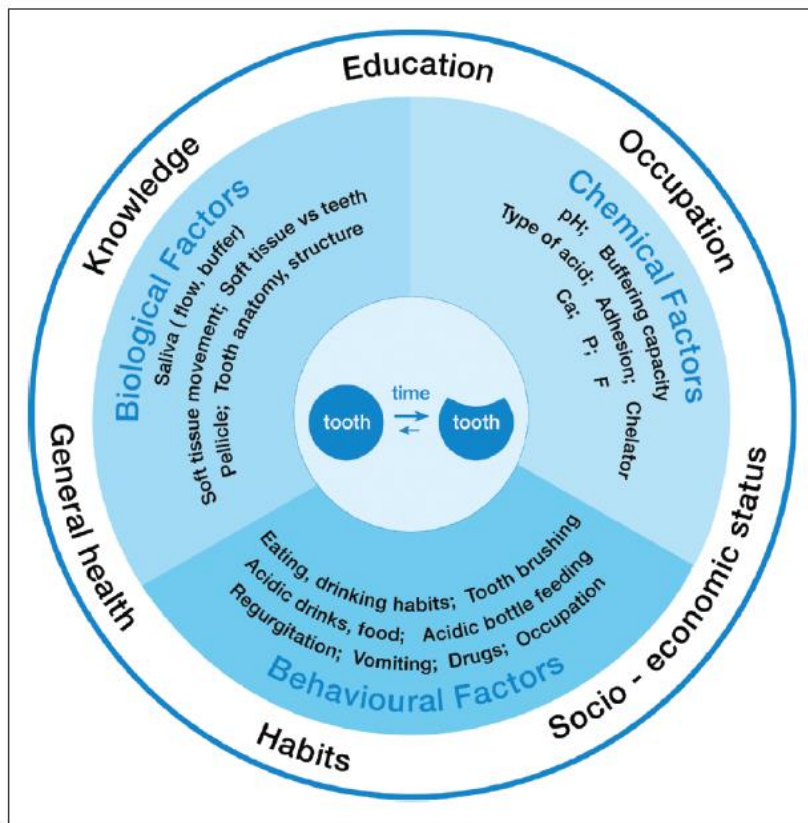 Education
Knowledge
Occupation
General health
Socio - economic status
Habits
Biological Factors
Saliva ( flow, buffer)
Soft tissue movement; Soft tissue vs teeth
Pellicle; Tooth anatomy, structure
Chemical Factors
pH; Buffering capacity
Type of acid; Adhesion; Chelator
Ca; P; F
time
tooth
tooth
Eating, drinking habits; Tooth brushing
Acidic drinks, food; Acidic bottle feeding
Regurgitation; Vomiting; Drugs; Occupation
Behavioural Factors